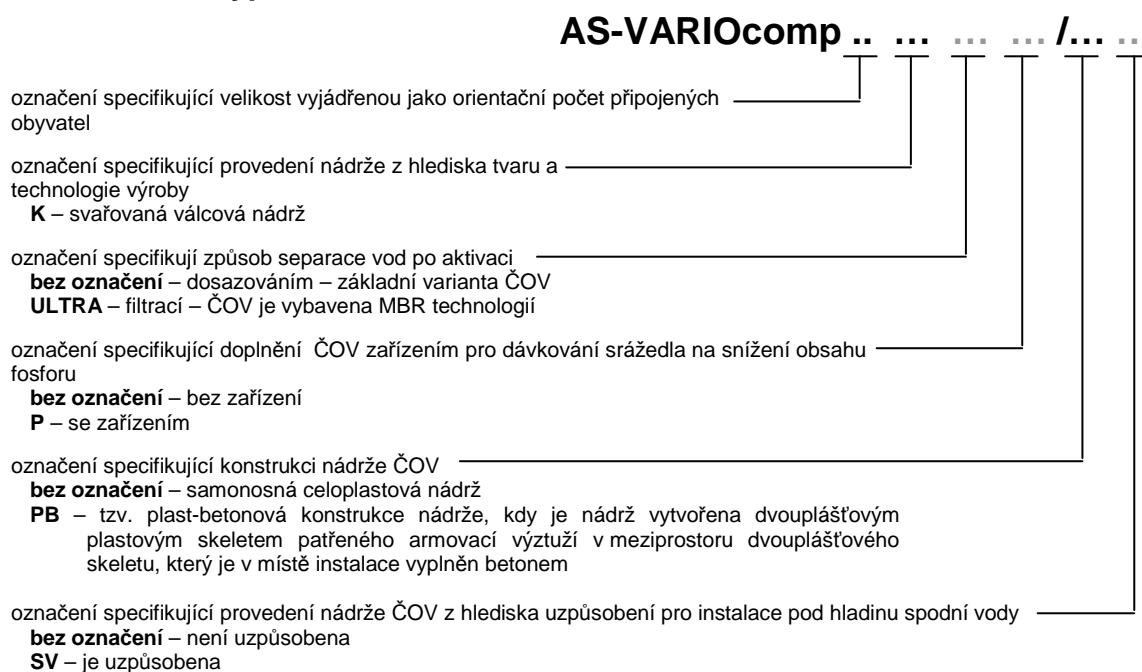 AS-VARIOcomp .. ... ... ... /... ..
označení specifikující velikost vyjádřenou jako orientační počet připojených
obyvatel
označení specifikující provedení nádrže z hlediska tvaru a
technologie výroby
K – svařovaná válcová nádrž
označení specifikují způsob separace vod po aktivaci
bez označení – dosazováním – základní varianta ČOV
ULTRA – filtrací – ČOV je vybavena MBR technologií
označení specifikující doplnění ČOV zařízením pro dávkování srážedla na snížení obsahu
fosforu
bez označení – bez zařízení
P – se zařízením
označení specifikující konstrukci nádrže ČOV
bez označení – samonosná celoplastová nádrž
PB – tzv. plast-betonová konstrukce nádrže, kdy je nádrž vytvořena dvouplášťovým
plastovým skeletem patřeného armovací výztuží v meziprostoru dvouplášťového
skeletu, který je v místě instalace vyplněn betonem
označení specifikující provedení nádrže ČOV z hlediska uzpůsobení pro instalace pod hladinu spodní vody
bez označení – není uzpůsobena
SV – je uzpůsobena